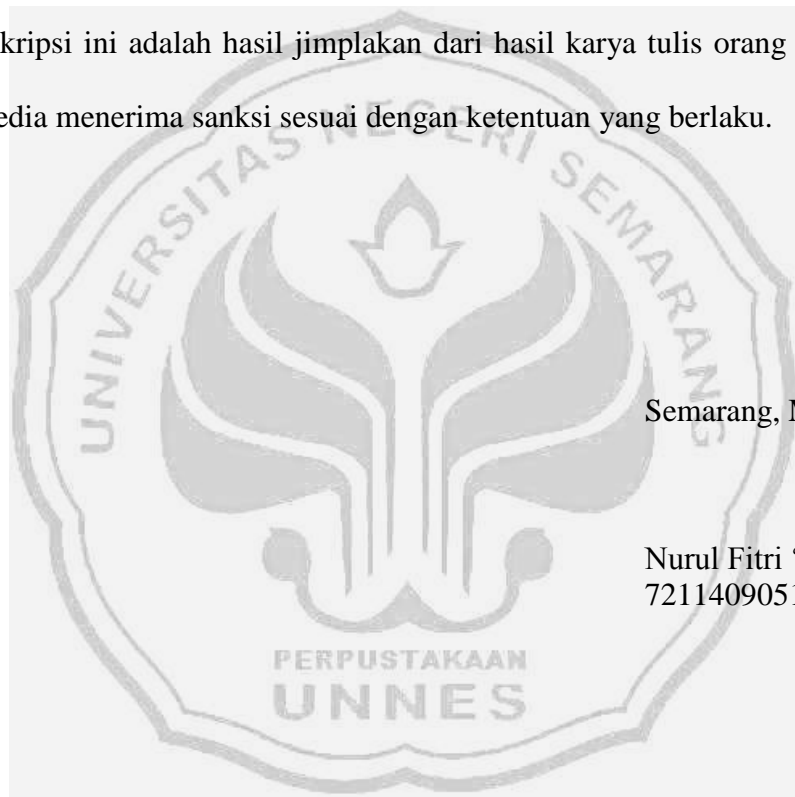 kripsi ini adalah hasil jimplakan dari hasil karya tulis orang
edia menerima sanksi sesuai dengan ketentuan yang berlaku.
UNIVERSITAS NEGERI SEMARANG
Semarang,
Nurul Fitri
7211409051
PERPUSTAKAAN
UNNES